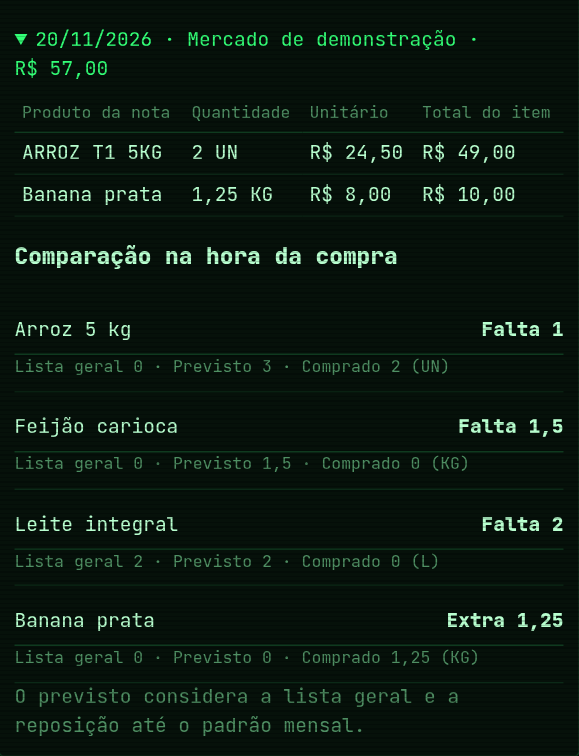 ▼ 20/11/2026 · Mercado de demonstração ·
R$ 57,00
Produto da nota Quantidade Unitário Total do item
ARROZ T1 5KG 2 UN R$ 24,50 R$ 49,00
Banana prata 1,25 KG R$ 8,00 R$ 10,00
Comparação na hora da compra
Arroz 5 kg Falta 1
Lista geral 0 · Previsto 3 · Comprado 2 (UN)
Feijão carioca Falta 1,5
Lista geral 0 · Previsto 1,5 · Comprado 0 (KG)
Leite integral Falta 2
Lista geral 2 · Previsto 2 · Comprado 0 (L)
Banana prata Extra 1,25
Lista geral 0 · Previsto 0 · Comprado 1,25 (KG)
O previsto considera a lista geral e a
reposição até o padrão mensal.